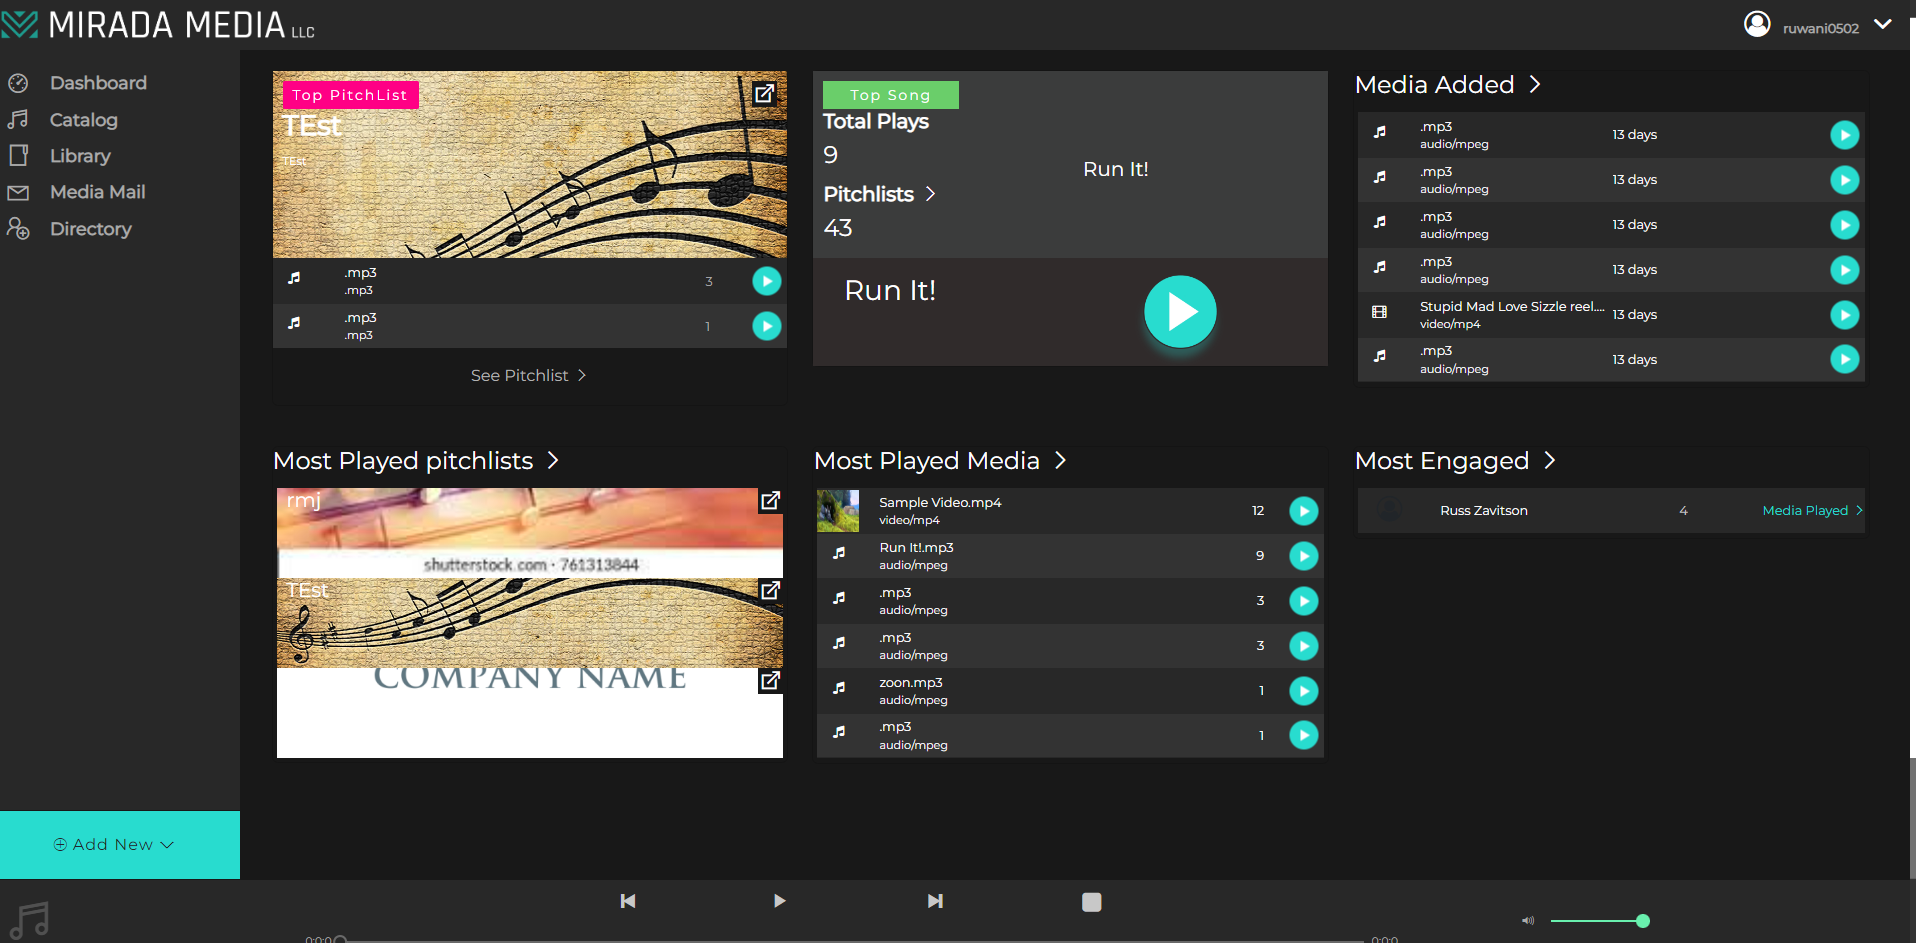 MIRADA MEDIA LLC
ruwani0502
Dashboard
Catalog
Library
Media Mail
Directory
Add New
Top PitchList
TEst
TEst
.mp3
.mp3
3
.mp3
.mp3
1
See Pitchlist
Top Song
Total Plays
9
Pitchlists
43
Run It!
Run It!
Media Added
.mp3
audio/mpeg
13 days
.mp3
audio/mpeg
13 days
.mp3
audio/mpeg
13 days
.mp3
audio/mpeg
13 days
Stupid Mad Love Sizzle reel....
video/mp4
13 days
.mp3
audio/mpeg
13 days
Most Played pitchlists
rmj
shutterstock.com · 761313844
TEst
COMPANY NAME
Most Played Media
Sample Video.mp4
video/mp4
12
Run It!.mp3
audio/mpeg
9
.mp3
audio/mpeg
3
.mp3
audio/mpeg
3
zoon.mp3
audio/mpeg
1
.mp3
audio/mpeg
1
Most Engaged
Russ Zavitson
4
Media Played
0:0:0
0:0:0